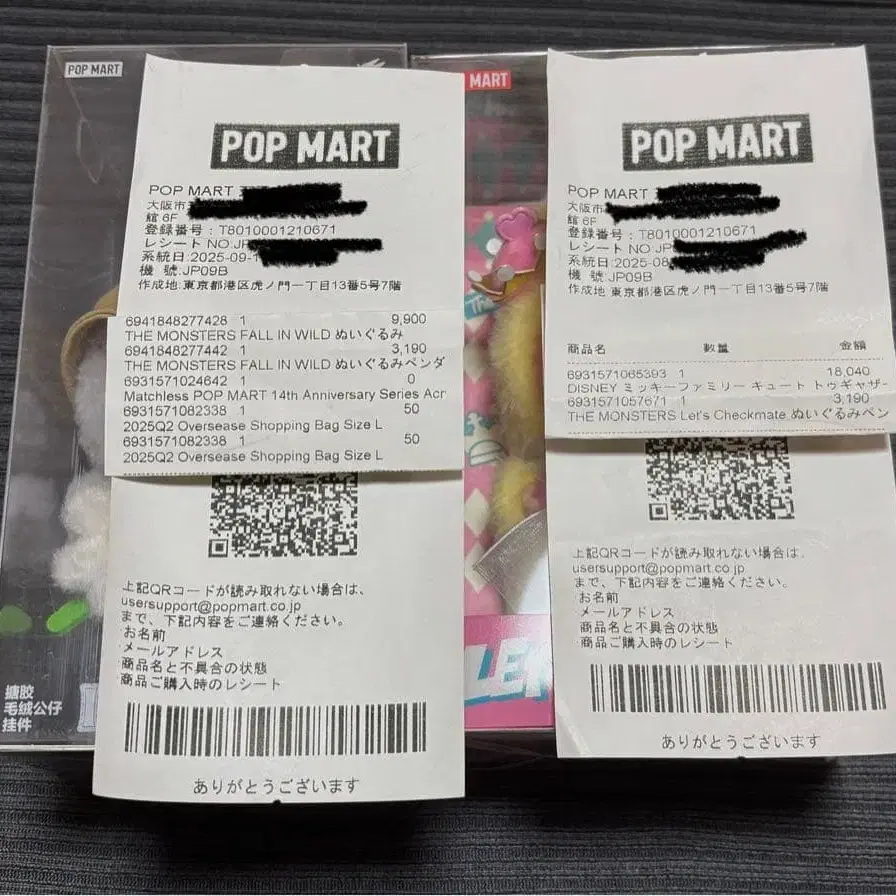 POP MART
POP MART
POP MART
大阪市
館 6F
登録番号 : T8010001210671
レシート NO:JP
系統日:2025-09-1
機 號:JP09B
作成地:東京都港区虎ノ門一丁目13番5号7階
6941848277428 1 9,900
THE MONSTERS FALL IN WILD ぬいぐるみ
6941848277442 1 3,190
THE MONSTERS FALL IN WILD ぬいぐるみペンダ
6931571024642 1 0
Matchless POP MART 14th Anniversary Series Acr
6931571082338 1 50
2025Q2 Oversease Shopping Bag Size L
6931571082338 1 50
2025Q2 Oversease Shopping Bag Size L
上記QRコードが読み取れない場合は、
usersupport@popmart.co.jp
まで、下記内容をご連絡ください。
お名前
メールアドレス
商品名と不具合の状態
商品ご購入時のレシート
ありがとうございます
搪胶
毛绒公仔
挂件
MART
POP MART
POP MART
大阪市
館 6F
登録番号 : T8010001210671
レシート NO:JP
系統日:2025-08
機 號:JP09B
作成地:東京都港区虎ノ門一丁目13番5号7階
商品名 数量 金額
6931571065393 1 18,040
DISNEY ミッキーファミリー キュート トゥギャザー
6931571057671 1 3,190
THE MONSTERS Let's Checkmate ぬいぐるみペン
上記QRコードが読み取れない場合は、
usersupport@popmart.co.jp
まで、下記内容をご連絡ください。
お名前
メールアドレス
商品名と不具合の状態
商品ご購入時のレシート
ありがとうございます